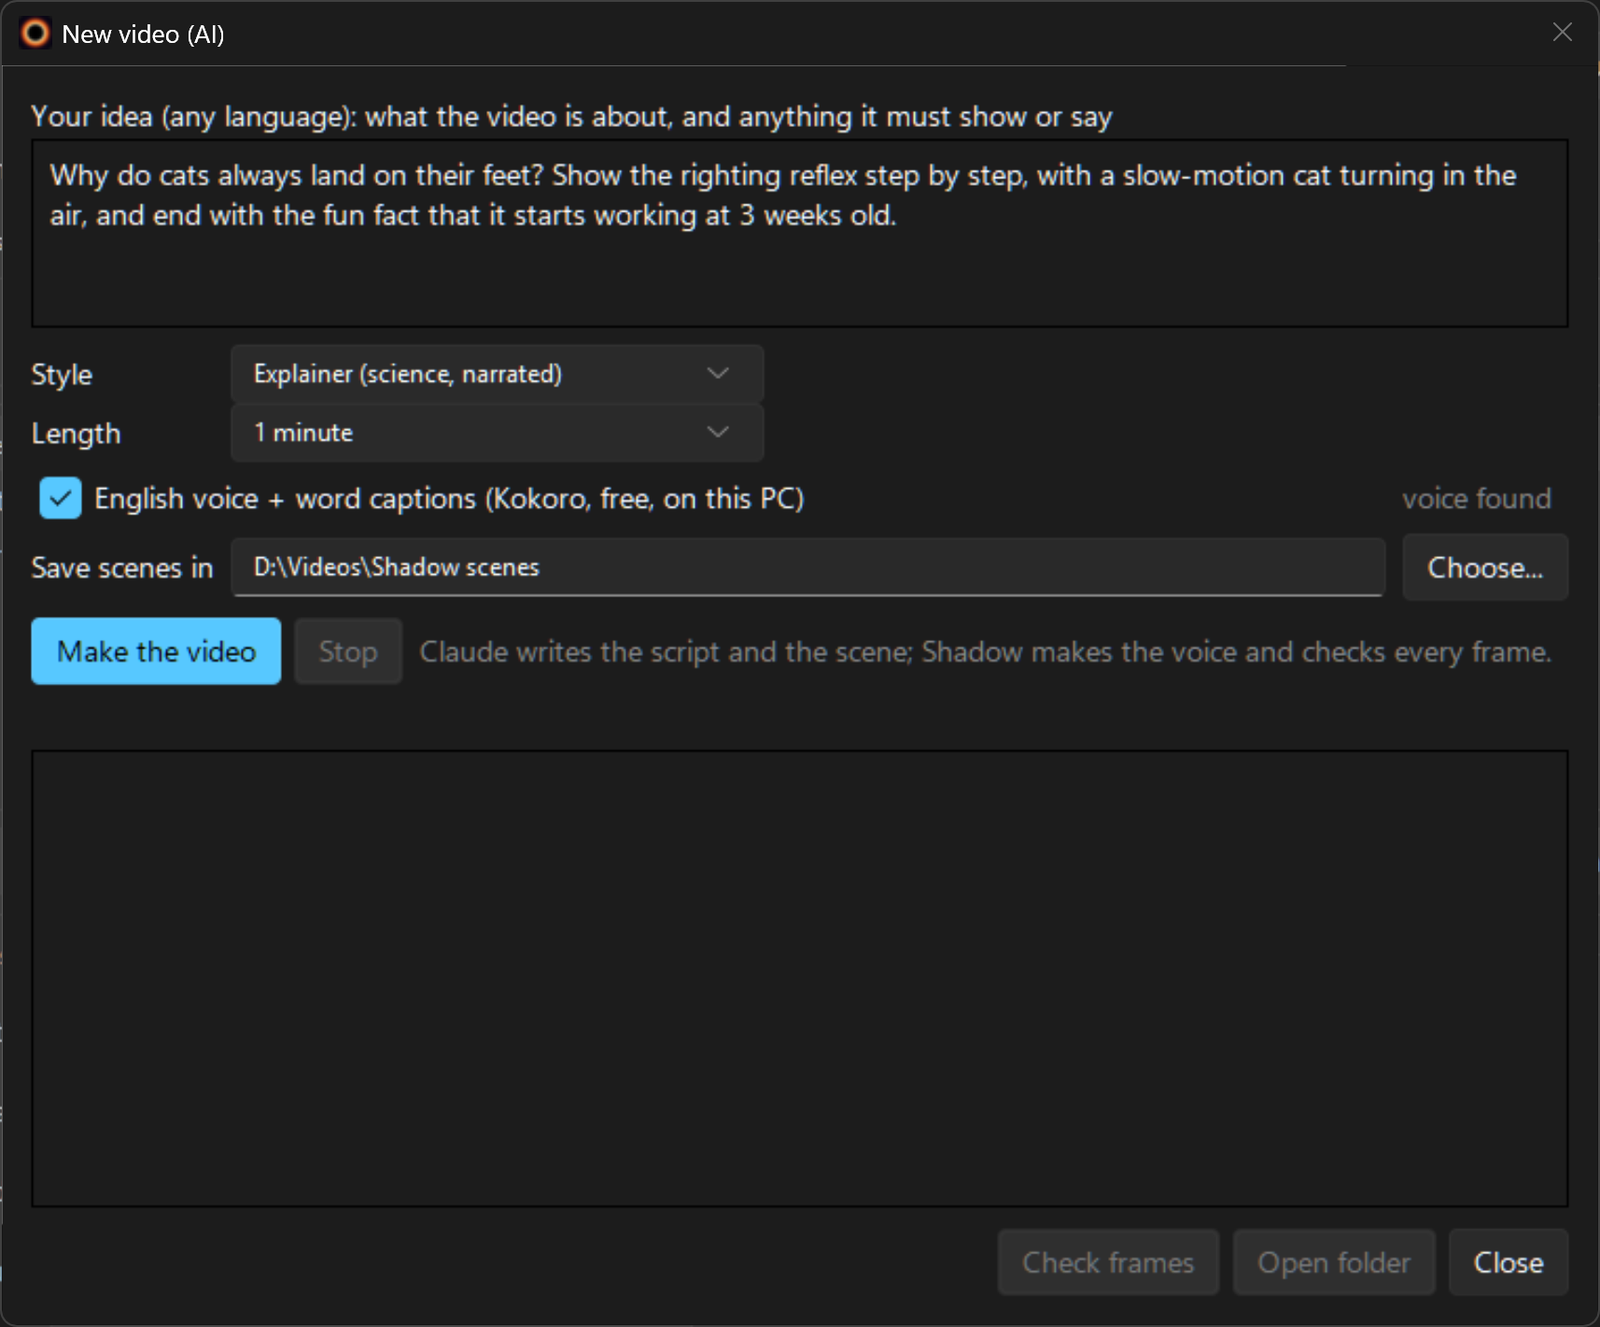 New video (AI)
Your idea (any language): what the video is about, and anything it must show or say
Why do cats always land on their feet? Show the righting reflex step by step, with a slow-motion cat turning in the
air, and end with the fun fact that it starts working at 3 weeks old.
Style
Explainer (science, narrated)
Length
1 minute
English voice + word captions (Kokoro, free, on this PC)
voice found
Save scenes in
D:\Videos\Shadow scenes
Choose...
Make the video
Stop
Claude writes the script and the scene; Shadow makes the voice and checks every frame.
Check frames
Open folder
Close